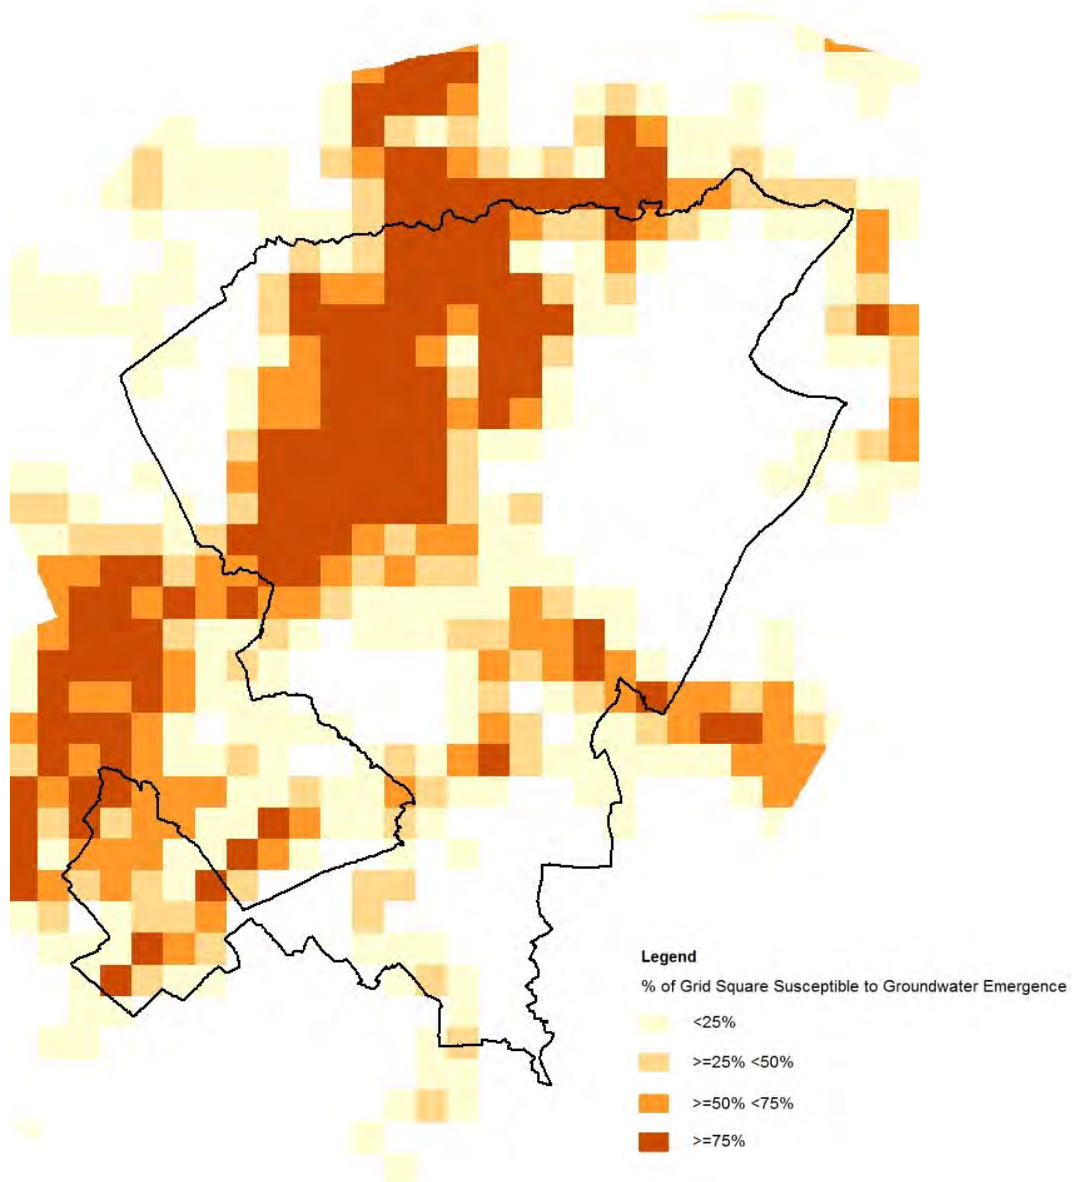 Legend
% of Grid Square Susceptible to Groundwater Emergence
<25%
>=25% <50%
>=50% <75%
>=75%